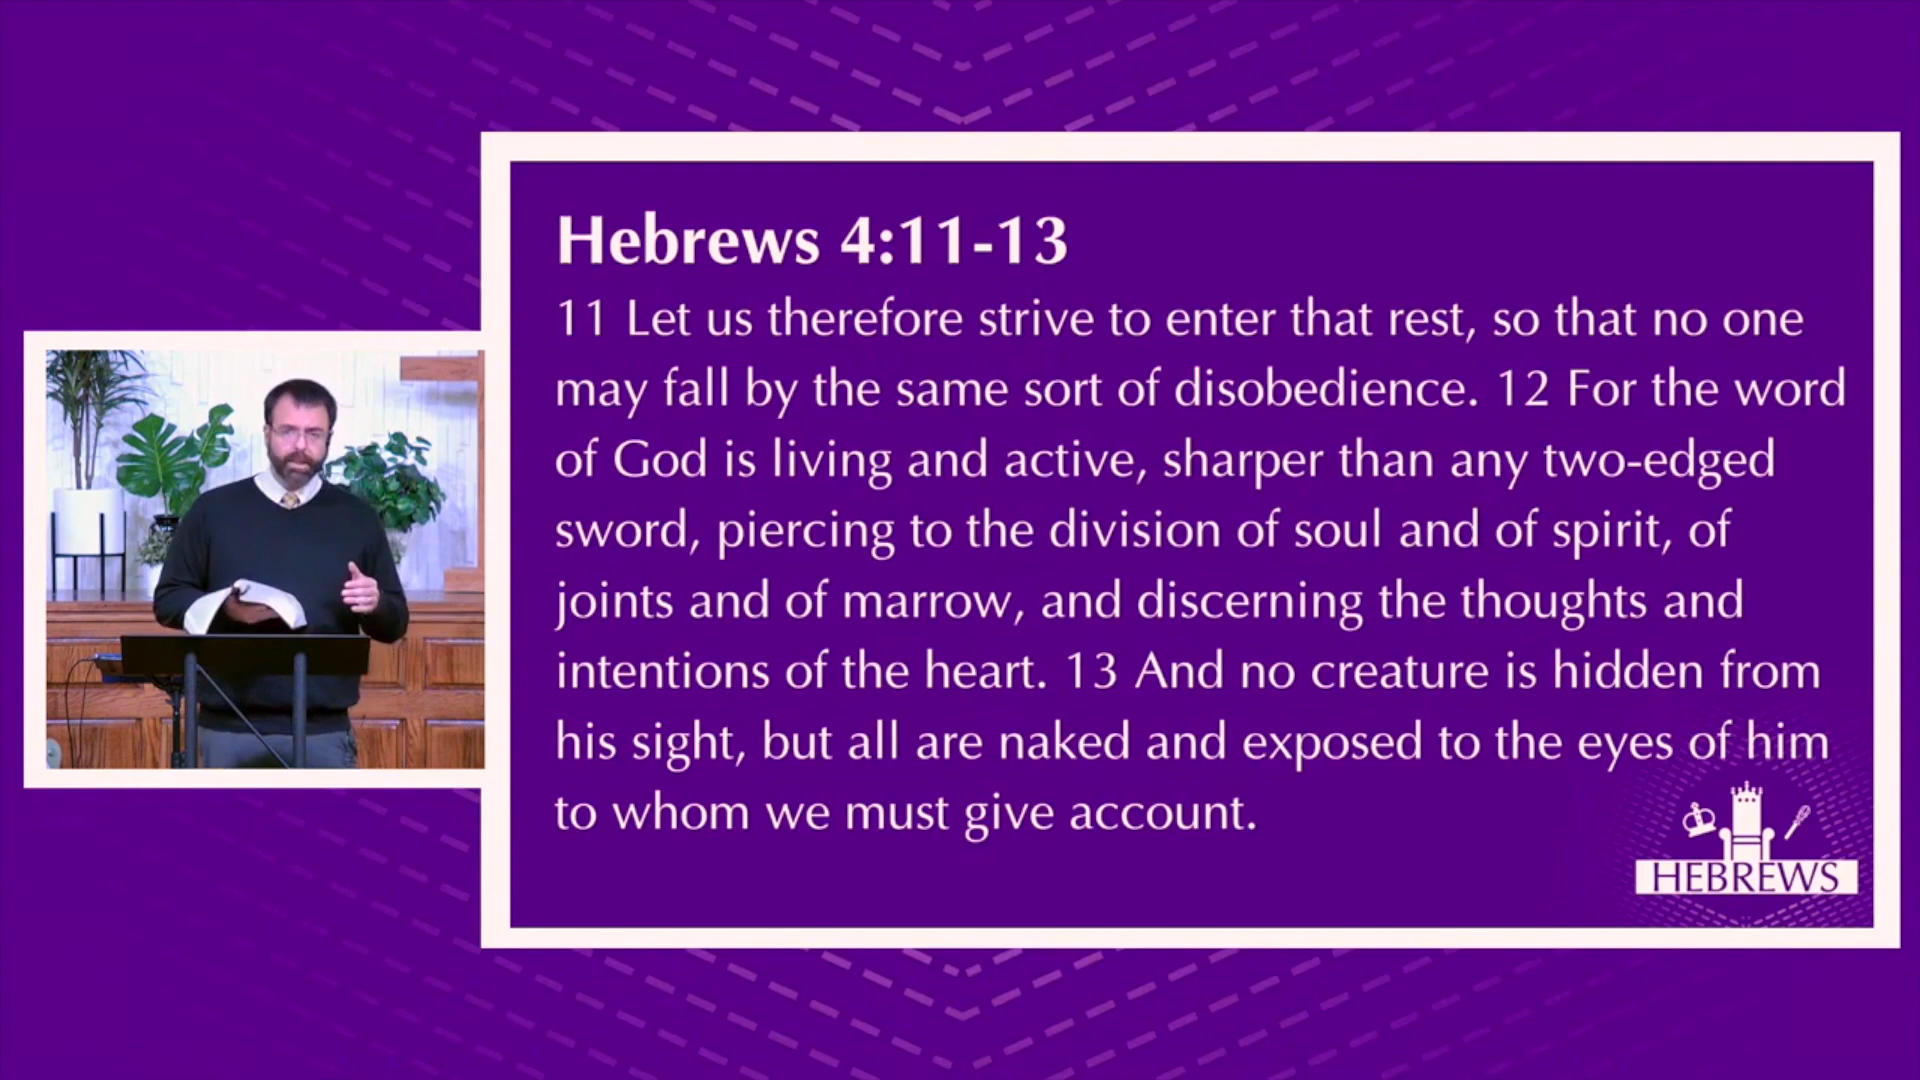 Hebrews 4:11-13
11 Let us therefore strive to enter that rest, so that no one
may fall by the same sort of disobedience. 12 For the word
of God is living and active, sharper than any two-edged
sword, piercing to the division of soul and of spirit, of
joints and of marrow, and discerning the thoughts and
intentions of the heart. 13 And no creature is hidden from
his sight, but all are naked and exposed to the eyes of him
to whom we must give account.
HEBREWS